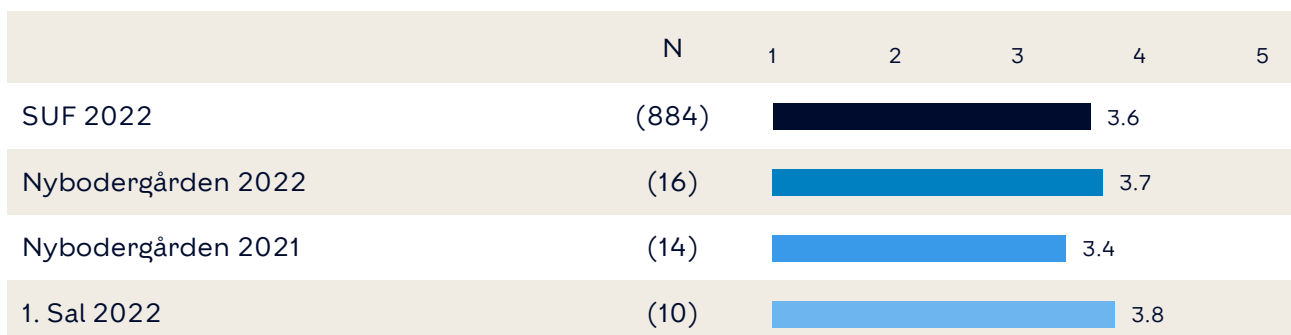 N 1 2 3 4 5
SUF 2022 (884) 3.6
Nybodergården 2022 (16) 3.7
Nybodergården 2021 (14) 3.4
1. Sal 2022 (10) 3.8